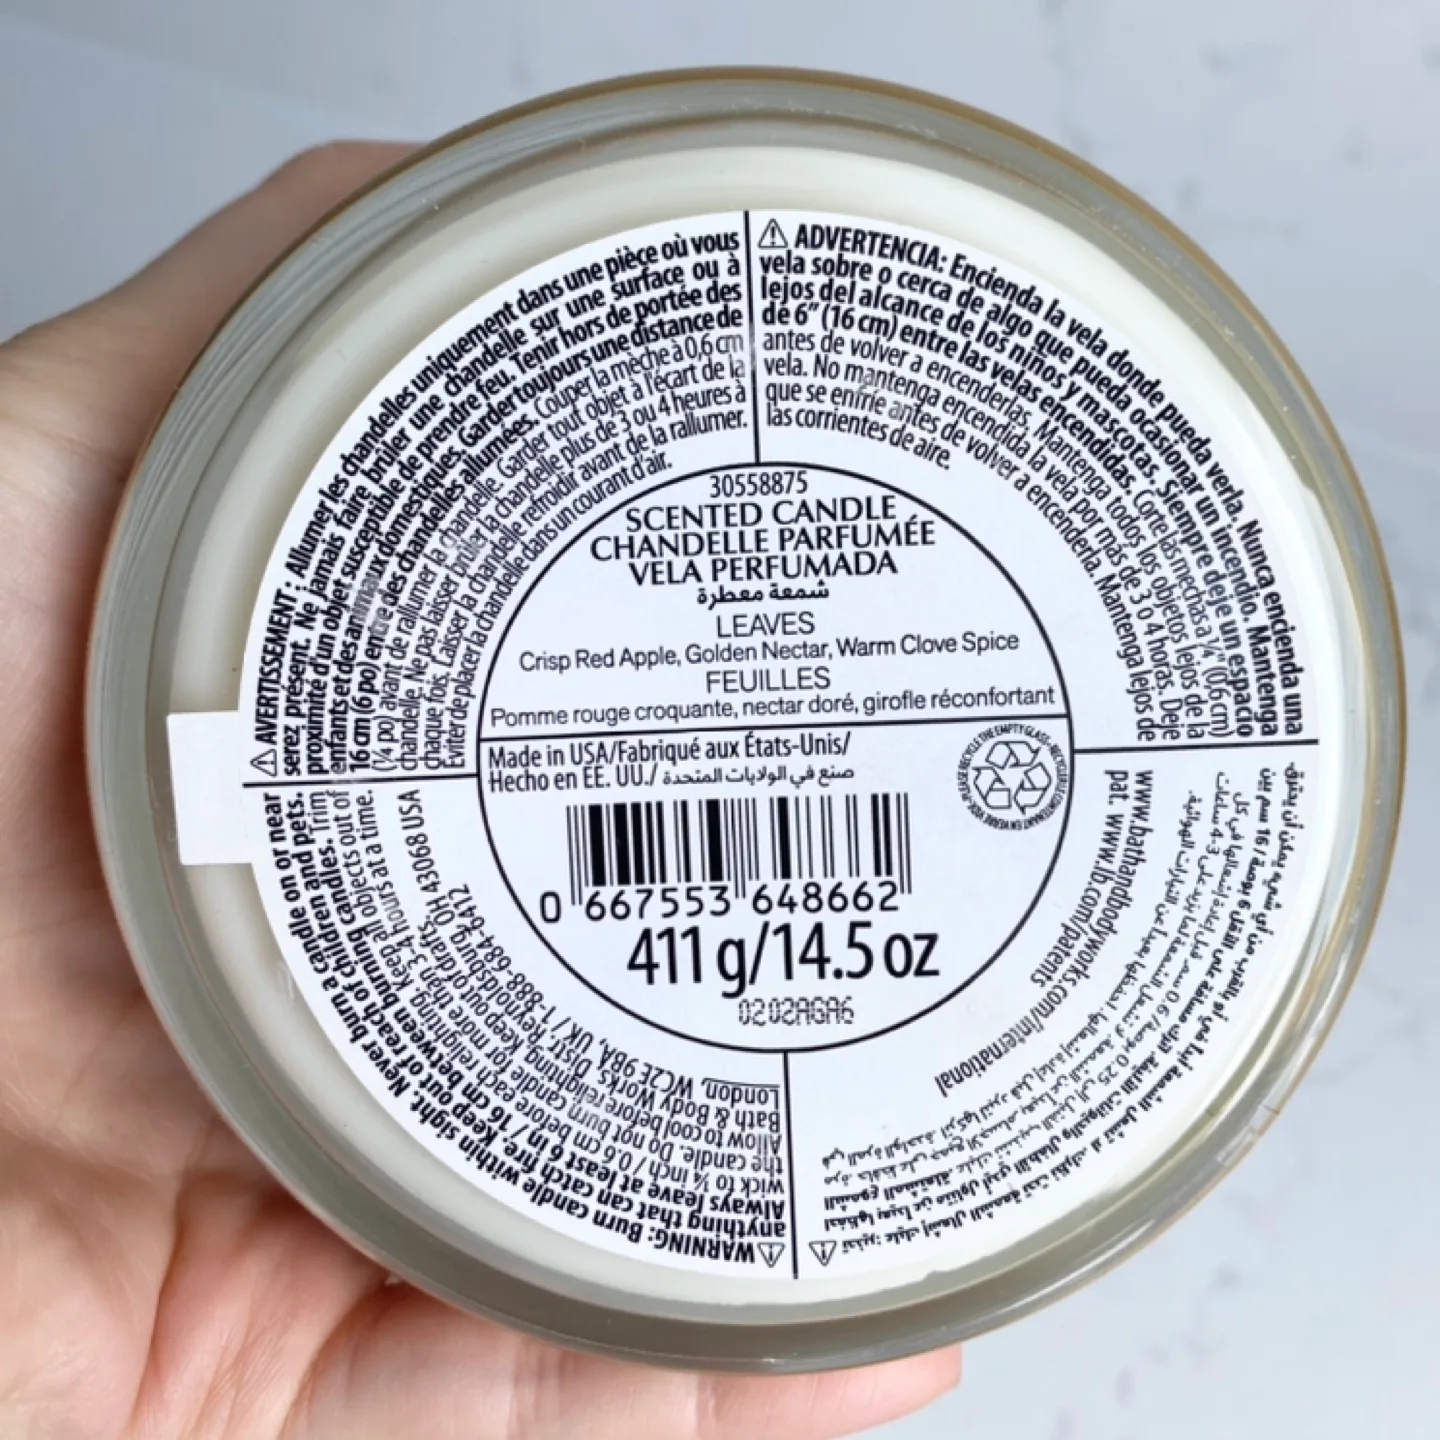 30558875
SCENTED CANDLE
CHANDELLE PARFUMÉE
VELA PERFUMADA
شمعة معطرة
LEAVES
Crisp Red Apple, Golden Nectar, Warm Clove Spice
FEUILLES
Pomme rouge croquante, nectar doré, girofle réconfortant
Made in USA/Fabriqué aux États-Unis/
Hecho en EE. UU./ صنع في الولايات المتحدة
0 667553 648662
411 g/14.5 oz
0202AGA6
⚠ AVERTISSEMENT : Allumer les chandelles uniquement dans une pièce où vous
serez présent. Ne jamais faire brûler une chandelle sur une surface ou à
proximité d'un objet susceptible de prendre feu. Tenir hors de portée des
enfants et des animaux domestiques. Garder toujours une distance de
16 cm (6 po) entre des chandelles allumées. Couper la mèche à 0,6 cm
(¼ po) avant de rallumer la chandelle. Garder tout objet à l'écart de la
chandelle. Ne pas laisser brûler la chandelle plus de 3 ou 4 heures à
chaque fois. Laisser la chandelle refroidir avant de la rallumer.
Éviter de placer la chandelle dans un courant d'air.
⚠ ADVERTENCIA: Encienda la vela donde pueda verla. Nunca encienda una
vela sobre o cerca de algo que pueda ocasionar un incendio. Mantenga
lejos del alcance de los niños y mascotas. Siempre deje un espacio
de 6” (16 cm) entre las velas encendidas. Corte las mechas a ¼” (0,6 cm)
antes de volver a encenderlas. Mantenga todos los objetos lejos de la
vela. No mantenga encendida la vela por más de 3 o 4 horas. Deje
que se enfríe antes de volver a encenderla. Mantenga lejos de
las corrientes de aire.
www.bathandbodyworks.com/international
pat. www.lb.com/patents
⚠ WARNING: Burn candle within sight. Never burn a candle on or near
anything that can catch fire. Keep out of reach of children and pets.
Always leave at least 6 in / 16 cm between burning candles. Trim
wick to ¼ inch / 0.6 cm before each relighting. Keep all objects out of
the candle. Do not burn candle for more than 3-4 hours at a time.
Allow to cool before relighting. Keep out of drafts.
Bath & Body Works Distr. Reynoldsburg, OH 43068 USA
London, WC2E 9BA, UK / 1-888-684-6412